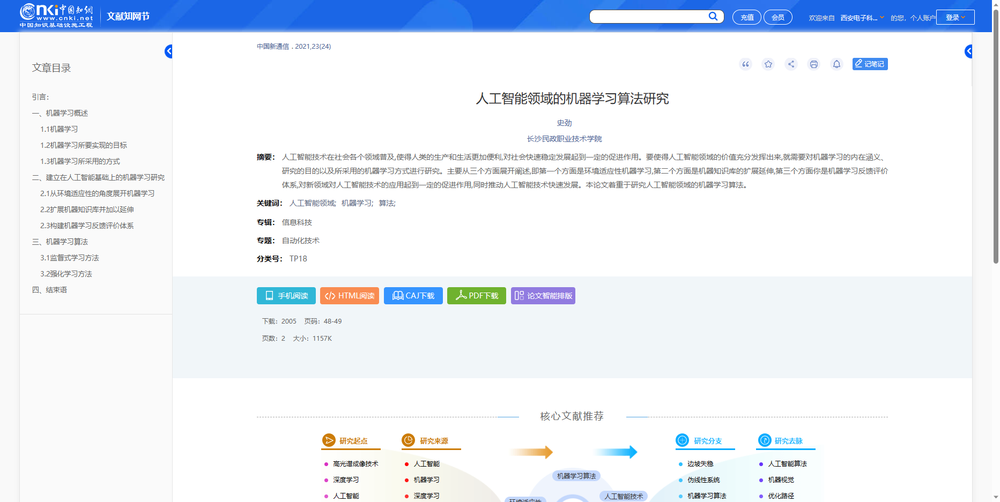 cnki中国知网
www.cnki.net
中国知识基础设施工程
文献知网节
充值
会员
欢迎来自 西安电子科... 的您，个人账户
登录
文章目录
引言：
一、机器学习概述
1.1机器学习
1.2机器学习所要实现的目标
1.3机器学习所采用的方式
二、建立在人工智能基础上的机器学习研究
2.1从环境适应性的角度展开机器学习
2.2扩展机器知识库并加以延伸
2.3构建机器学习反馈评价体系
三、机器学习算法
3.1监督式学习方法
3.2强化学习方法
四、结束语
中国新通信 . 2021,23(24)
记笔记
人工智能领域的机器学习算法研究
史劲
长沙民政职业技术学院
摘要： 人工智能技术在社会各个领域普及,使得人类的生产和生活更加便利,对社会快速稳定发展起到一定的促进作用。要使得人工智能领域的价值充分发挥出来,就需要对机器学习的内在涵义、
研究的目的以及所采用的机器学习方式进行研究。主要从三个方面展开阐述,即第一个方面是环境适应性机器学习,第二个方面是机器知识库的扩展延伸,第三个方面你是机器学习反馈评价
体系,对新领域对人工智能技术的应用起到一定的促进作用,同时推动人工智能技术快速发展。本论文着重于研究人工智能领域的机器学习算法。
关键词： 人工智能领域; 机器学习; 算法;
专辑： 信息科技
专题： 自动化技术
分类号： TP18
手机阅读
HTML阅读
CAJ下载
PDF下载
论文智能排版
下载：2005 页码：48-49
页数：2 大小：1157K
核心文献推荐
研究起点
高光谱成像技术
深度学习
人工智能
研究来源
人工智能
机器学习
深度学习
机器学习算法
人工智能技术
环境适应性
研究分支
边坡失稳
伪线性系统
机器学习算法
研究去脉
人工智能算法
机器视觉
优化路径